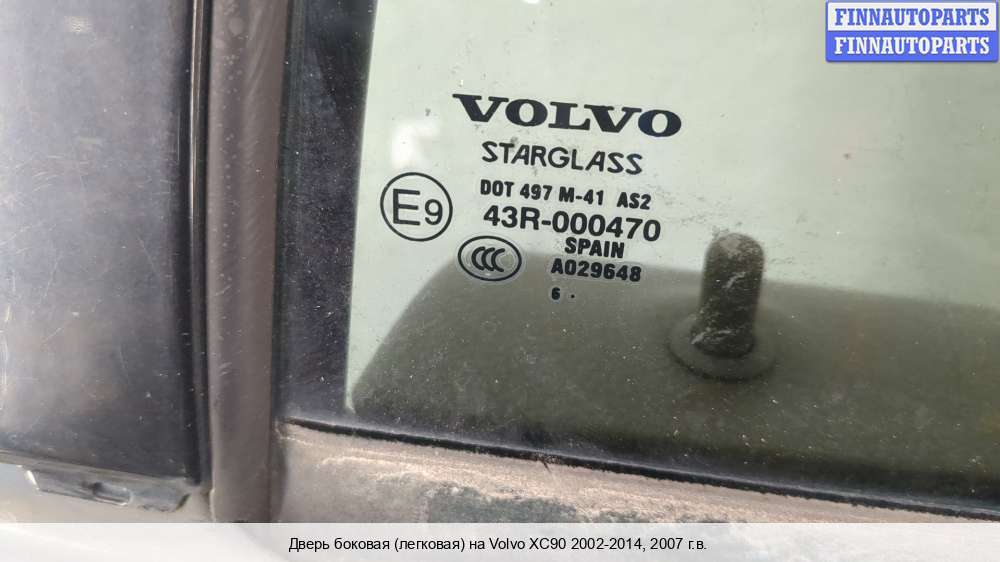 FINNAUTOPARTS
FINNAUTOPARTS
VOLVO
STARGLASS
DOT 497 M-41 AS2
E9 43R-000470
SPAIN
CCC A029648
6 .
Дверь боковая (легковая) на Volvo XC90 2002-2014, 2007 г.в.